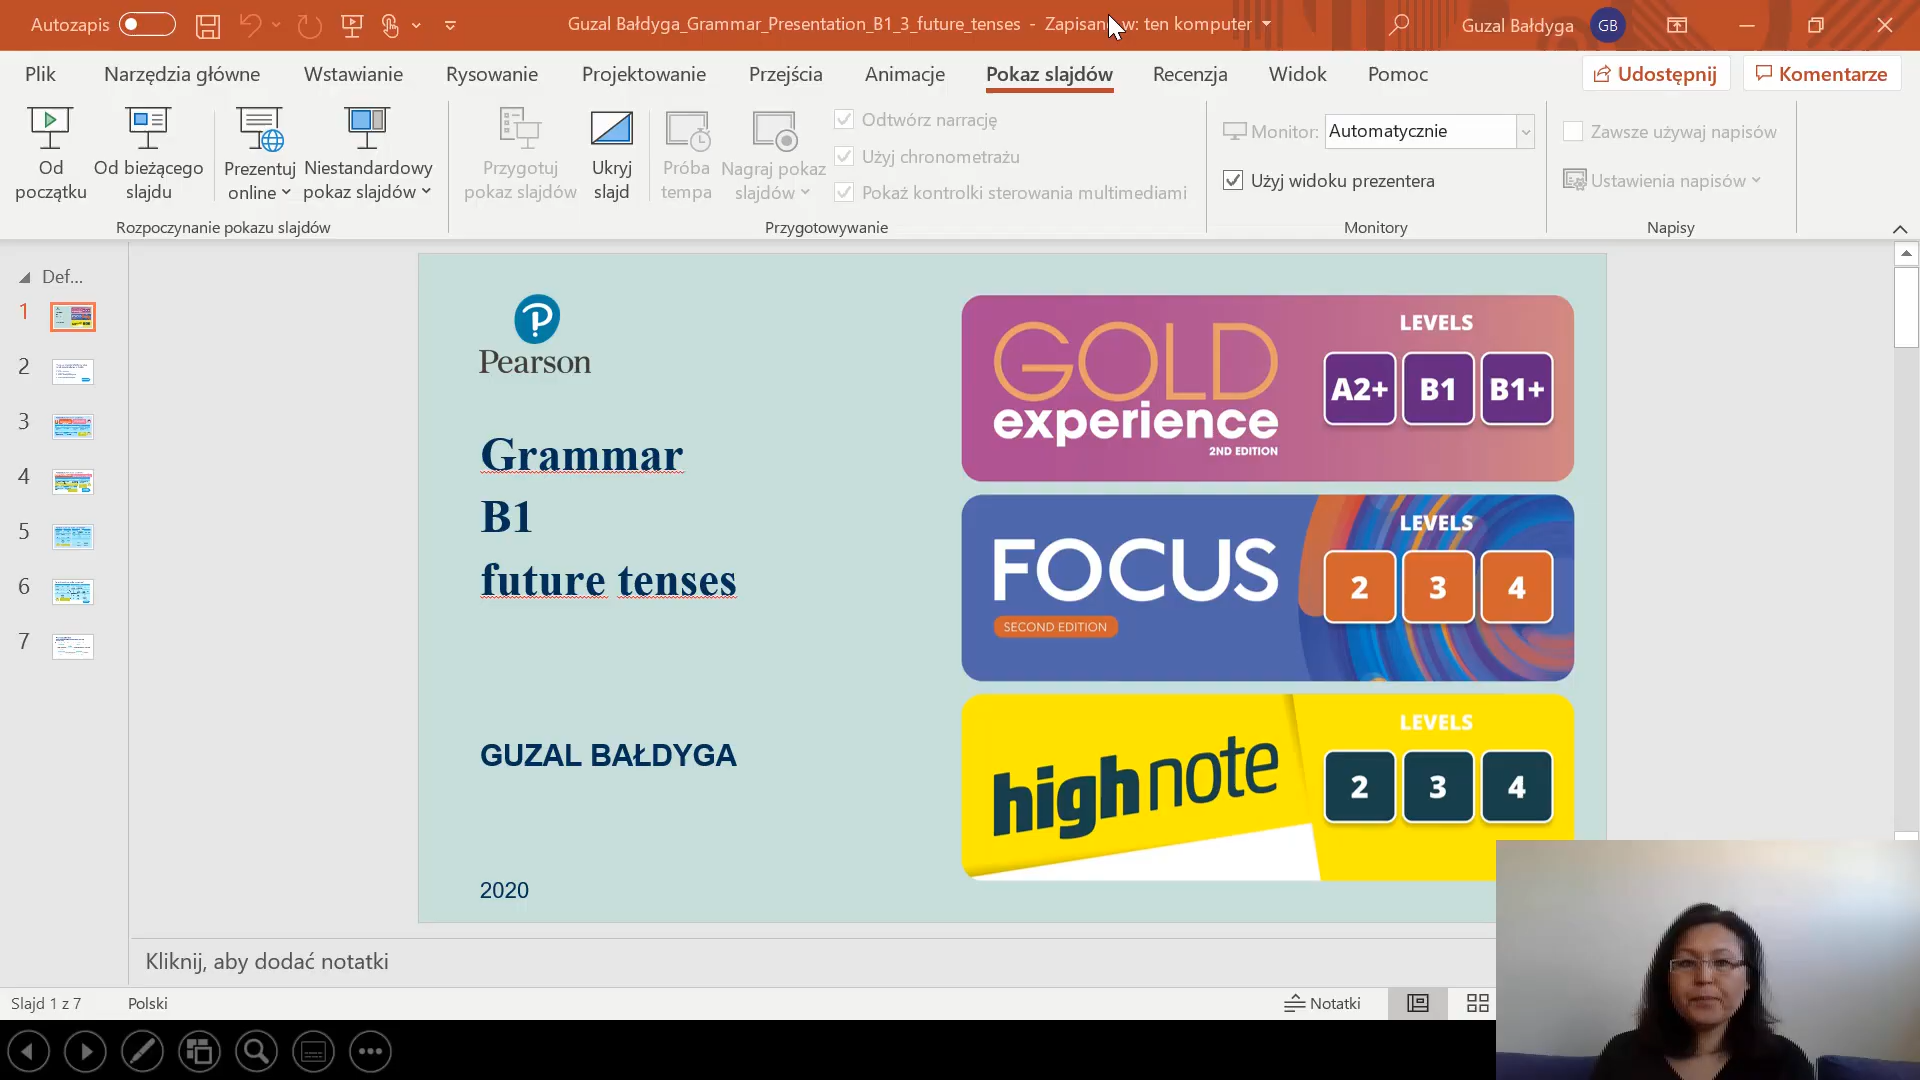 Autozapis
Guzal Bałdyga_Grammar_Presentation_B1_3_future_tenses - Zapisano w: ten komputer
Guzal Bałdyga
GB
Plik
Narzędzia główne
Wstawianie
Rysowanie
Projektowanie
Przejścia
Animacje
Pokaz slajdów
Recenzja
Widok
Pomoc
Udostępnij
Komentarze
Od początku
Od bieżącego slajdu
Prezentuj online
Niestandardowy pokaz slajdów
Rozpoczynanie pokazu slajdów
Przygotuj pokaz slajdów
Ukryj slajd
Próba tempa
Nagraj pokaz slajdów
Odtwórz narrację
Użyj chronometrażu
Pokaż kontrolki sterowania multimediami
Przygotowywanie
Monitor: Automatycznie
Użyj widoku prezentera
Monitory
Zawsze używaj napisów
Ustawienia napisów
Napisy
Def...
1
2
3
4
5
6
7
Pearson
Grammar
B1
future tenses
GUZAL BAŁDYGA
2020
GOLD
experience
2ND EDITION
LEVELS
A2+ B1 B1+
FOCUS
SECOND EDITION
LEVELS
2 3 4
high note
LEVELS
2 3 4
Kliknij, aby dodać notatki
Slajd 1 z 7
Polski
Notatki